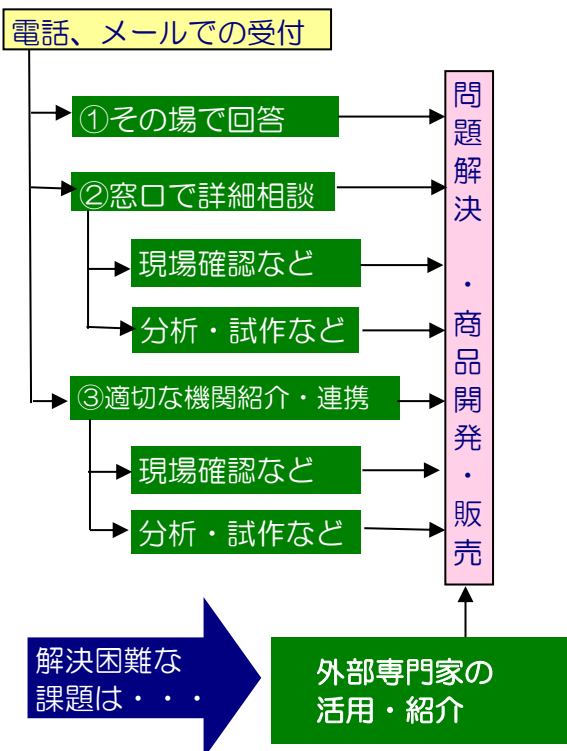 電話、メールでの受付
①その場で回答
②窓口で詳細相談
現場確認など
分析・試作など
③適切な機関紹介・連携
現場確認など
分析・試作など
問題解決・商品開発・販売
解決困難な
課題は・・・
外部専門家の
活用・紹介